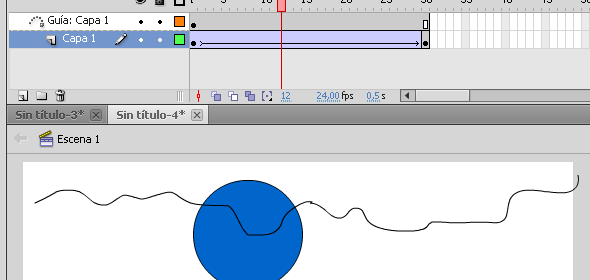 5 10 15 20 25 30 35 40 45
Guía: Capa 1
Capa 1
12 24,00 fps 0,5 s
Sin título-3* Sin título-4*
Escena 1